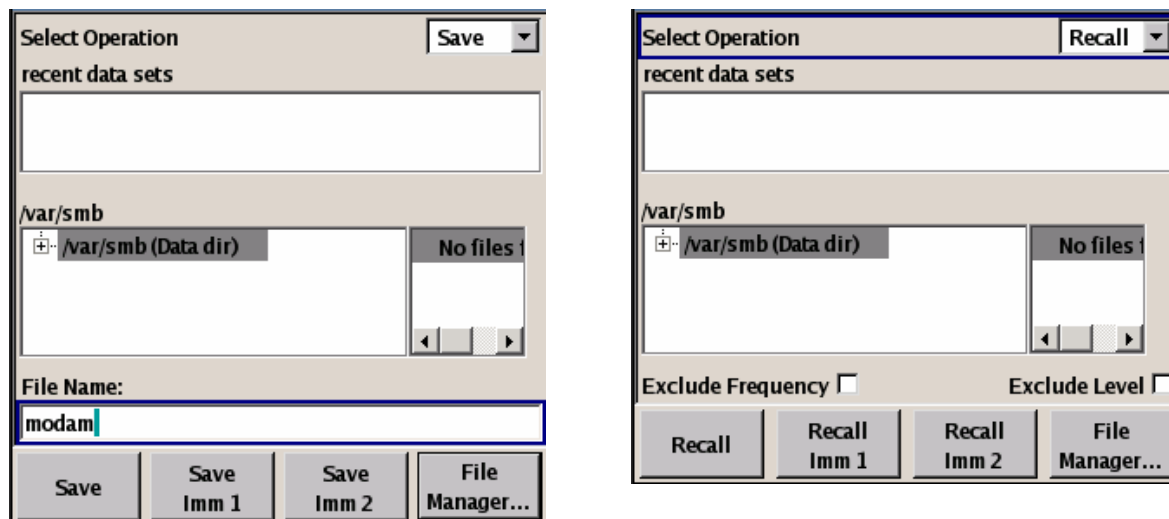 Select Operation Save
recent data sets
/var/smb
/var/smb (Data dir) No files
File Name:
modam
Save Save Imm 1 Save Imm 2 File Manager...
Select Operation Recall
recent data sets
/var/smb
/var/smb (Data dir) No files
Exclude Frequency Exclude Level
Recall Recall Imm 1 Recall Imm 2 File Manager...